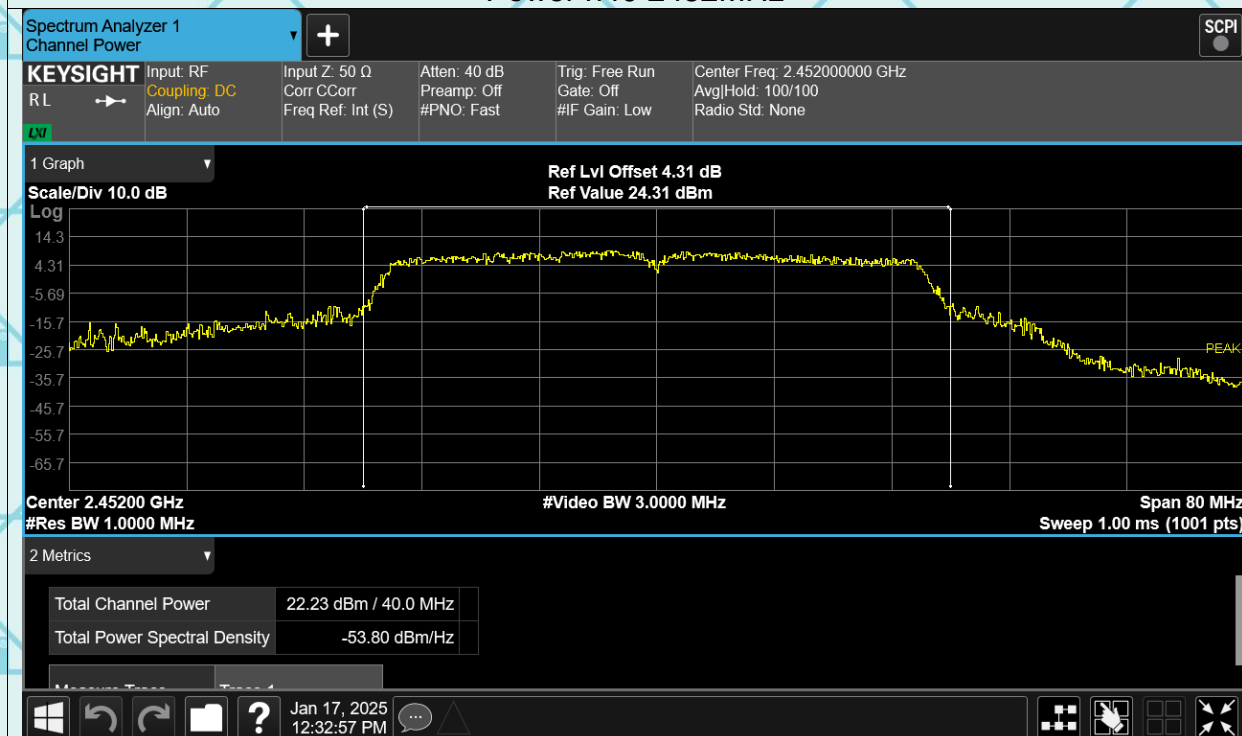 Spectrum Analyzer 1
Channel Power
SCPI
KEYSIGHT
R L
LXI
Input: RF
Coupling: DC
Align: Auto
Input Z: 50 Ω
Corr CCorr
Freq Ref: Int (S)
Atten: 40 dB
Preamp: Off
#PNO: Fast
Trig: Free Run
Gate: Off
#IF Gain: Low
Center Freq: 2.452000000 GHz
Avg|Hold: 100/100
Radio Std: None
1 Graph
Scale/Div 10.0 dB
Ref Lvl Offset 4.31 dB
Ref Value 24.31 dBm
Log
14.3
4.31
-5.69
-15.7
-25.7
-35.7
-45.7
-55.7
-65.7
PEAK
Center 2.45200 GHz
#Video BW 3.0000 MHz
Span 80 MHz
#Res BW 1.0000 MHz
Sweep 1.00 ms (1001 pts)
2 Metrics
Total Channel Power 22.23 dBm / 40.0 MHz
Total Power Spectral Density -53.80 dBm/Hz
Jan 17, 2025
12:32:57 PM